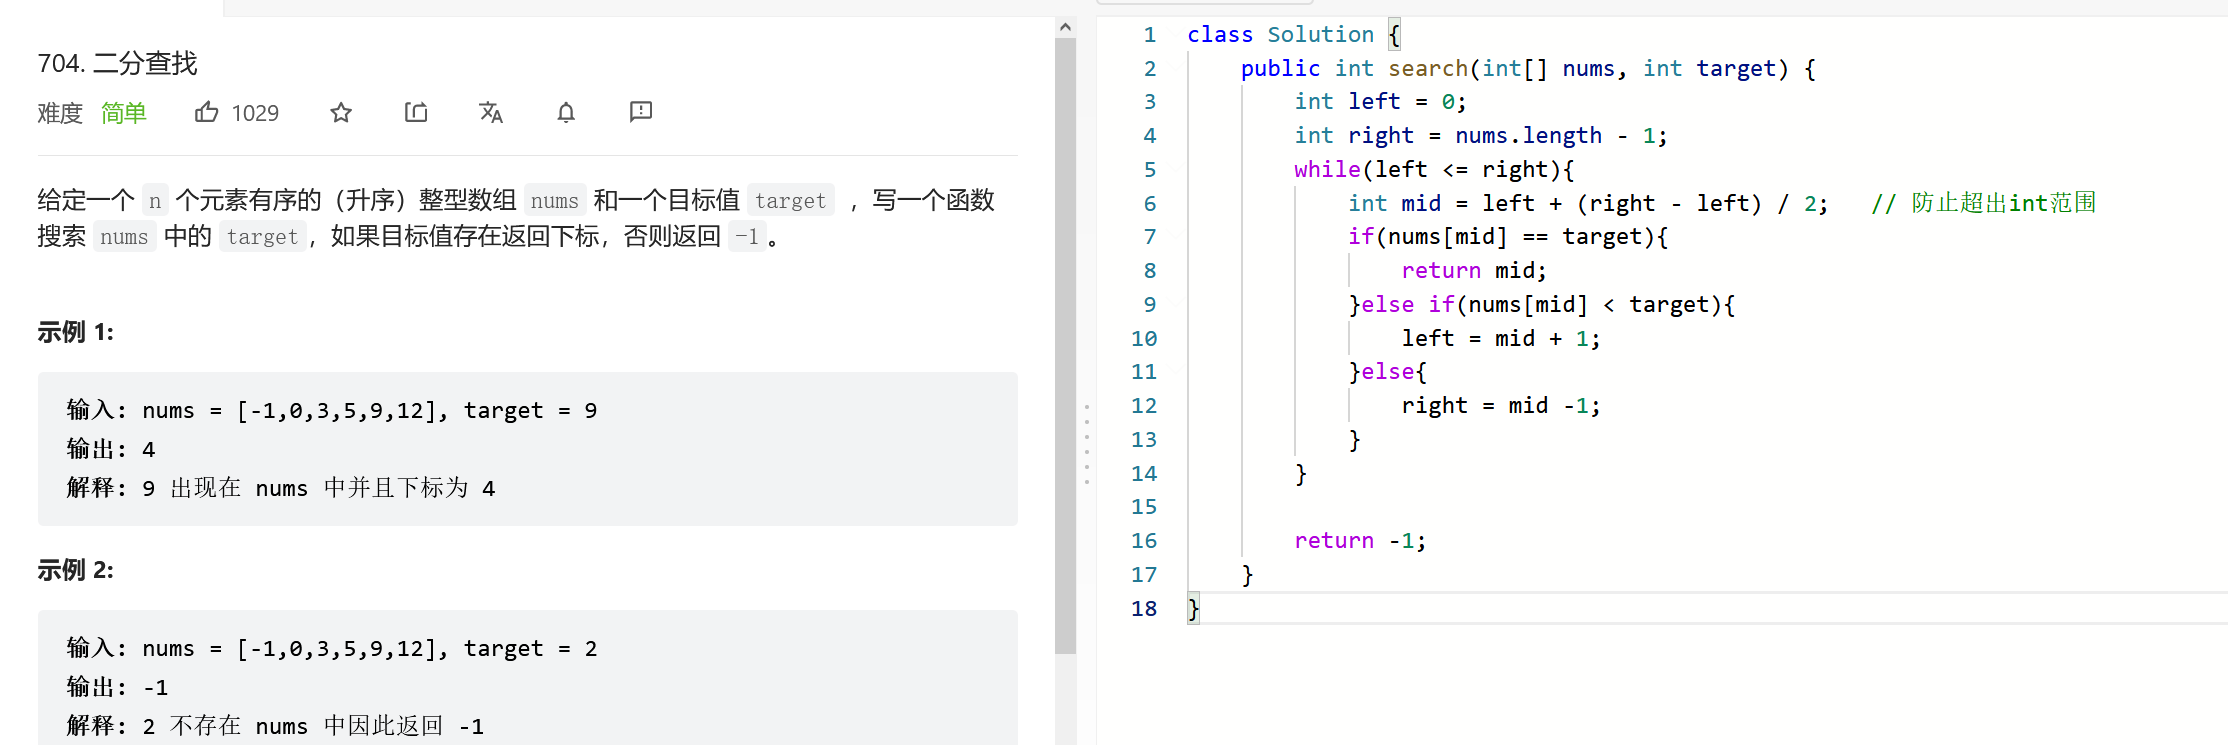 704. 二分查找
难度 简单 1029
给定一个 n 个元素有序的（升序）整型数组 nums 和一个目标值 target ，写一个函数
搜索 nums 中的 target，如果目标值存在返回下标，否则返回 -1。
示例 1:
输入: nums = [-1,0,3,5,9,12], target = 9
输出: 4
解释: 9 出现在 nums 中并且下标为 4
示例 2:
输入: nums = [-1,0,3,5,9,12], target = 2
输出: -1
解释: 2 不存在 nums 中因此返回 -1
1 class Solution {
2 public int search(int[] nums, int target) {
3 int left = 0;
4 int right = nums.length - 1;
5 while(left <= right){
6 int mid = left + (right - left) / 2; // 防止超出int范围
7 if(nums[mid] == target){
8 return mid;
9 }else if(nums[mid] < target){
10 left = mid + 1;
11 }else{
12 right = mid -1;
13 }
14 }
15
16 return -1;
17 }
18 }